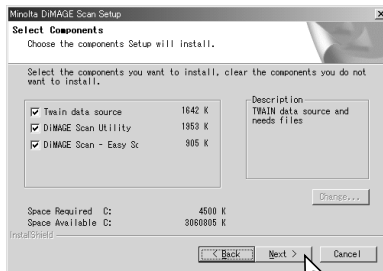 Minolta DiMAGE Scan Setup
Select Components
Choose the components Setup will install.
Select the components you want to install, clear the components you do not
want to install.
Twain data source 1642 K
DiMAGE Scan Utility 1953 K
DiMAGE Scan - Easy Sc 905 K
Description
TWAIN data source and
needs files
Change...
Space Required C: 4500 K
Space Available C: 3060805 K
InstallShield
< Back Next > Cancel